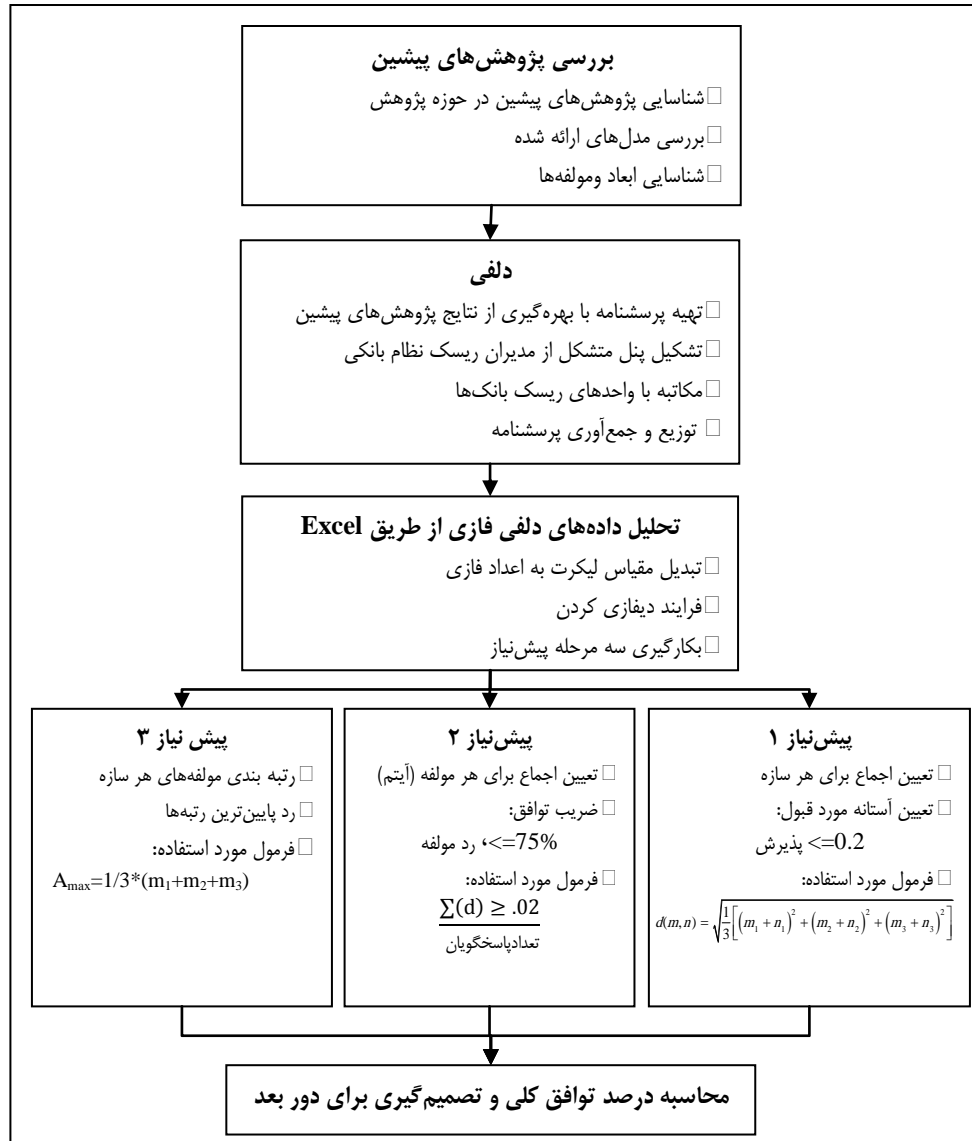 بررسی پژوهش‌های پیشین
□شناسایی پژوهش‌های پیشین در حوزه پژوهش
□بررسی مدل‌های ارائه شده
□شناسایی ابعاد ومولفه‌ها
دلفی
□تهیه پرسشنامه با بهره‌گیری از نتایج پژوهش‌های پیشین
□تشکیل پنل متشکل از مدیران ریسک نظام بانکی
□مکاتبه با واحدهای ریسک بانک‌ها
□ توزیع و جمع‌آوری پرسشنامه
تحلیل داده‌های دلفی فازی از طریق Excel
□تبدیل مقیاس لیکرت به اعداد فازی
□فرایند دیفازی کردن
□بکارگیری سه مرحله پیش‌نیاز
پیش‌نیاز ۱
□ تعیین اجماع برای هر سازه
□ تعیین آستانه مورد قبول:
0.2=> پذیرش
□ فرمول مورد استفاده:
d(m,n) = √(1/3[(m₁+n₁)²+(m₂+n₂)²+(m₃+n₃)²])
پیش‌نیاز ۲
□ تعیین اجماع برای هر مولفه (آیتم)
□ ضریب توافق:
75%=>، رد مولفه
□ فرمول مورد استفاده:
∑(d) ≥ .02
تعدادپاسخگویان
پیش نیاز ۳
□ رتبه بندی مولفه‌های هر سازه
□ رد پایین‌ترین رتبه‌ها
□ فرمول مورد استفاده:
Aₘₐₓ=1/3*(m₁+m₂+m₃)
محاسبه درصد توافق کلی و تصمیم‌گیری برای دور بعد